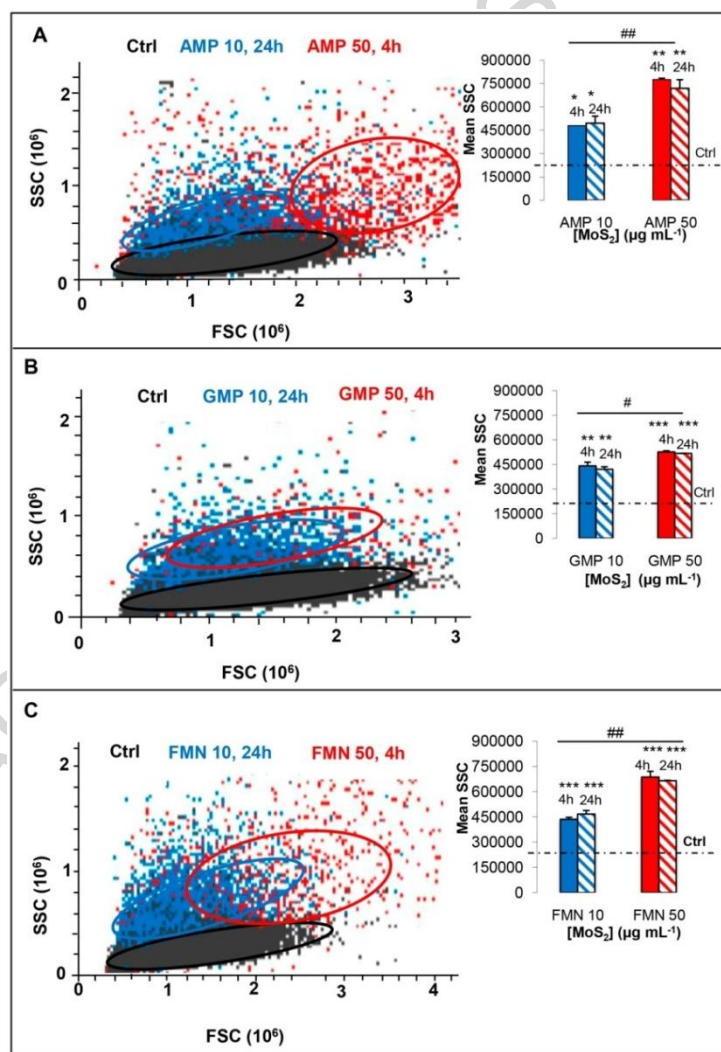 A
Ctrl AMP 10, 24h AMP 50, 4h
2
1
0
SSC (10⁶)
0 1 2 3
FSC (10⁶)
##
** **
4h 24h
* *
4h 24h
900000
750000
600000
450000
300000
150000
0
Mean SSC
Ctrl
AMP 10 AMP 50
[MoS₂] (µg mL⁻¹)
B
Ctrl GMP 10, 24h GMP 50, 4h
2
1
0
SSC (10⁶)
0 1 2 3
FSC (10⁶)
#
*** ***
4h 24h
** **
4h 24h
900000
750000
600000
450000
300000
150000
0
Mean SSC
Ctrl
GMP 10 GMP 50
[MoS₂] (µg mL⁻¹)
C
Ctrl FMN 10, 24h FMN 50, 4h
2
1
0
SSC (10⁶)
0 1 2 3 4
FSC (10⁶)
##
*** ***
4h 24h
*** ***
4h 24h
900000
750000
600000
450000
300000
150000
0
Mean SSC
Ctrl
FMN 10 FMN 50
[MoS₂] (µg mL⁻¹)